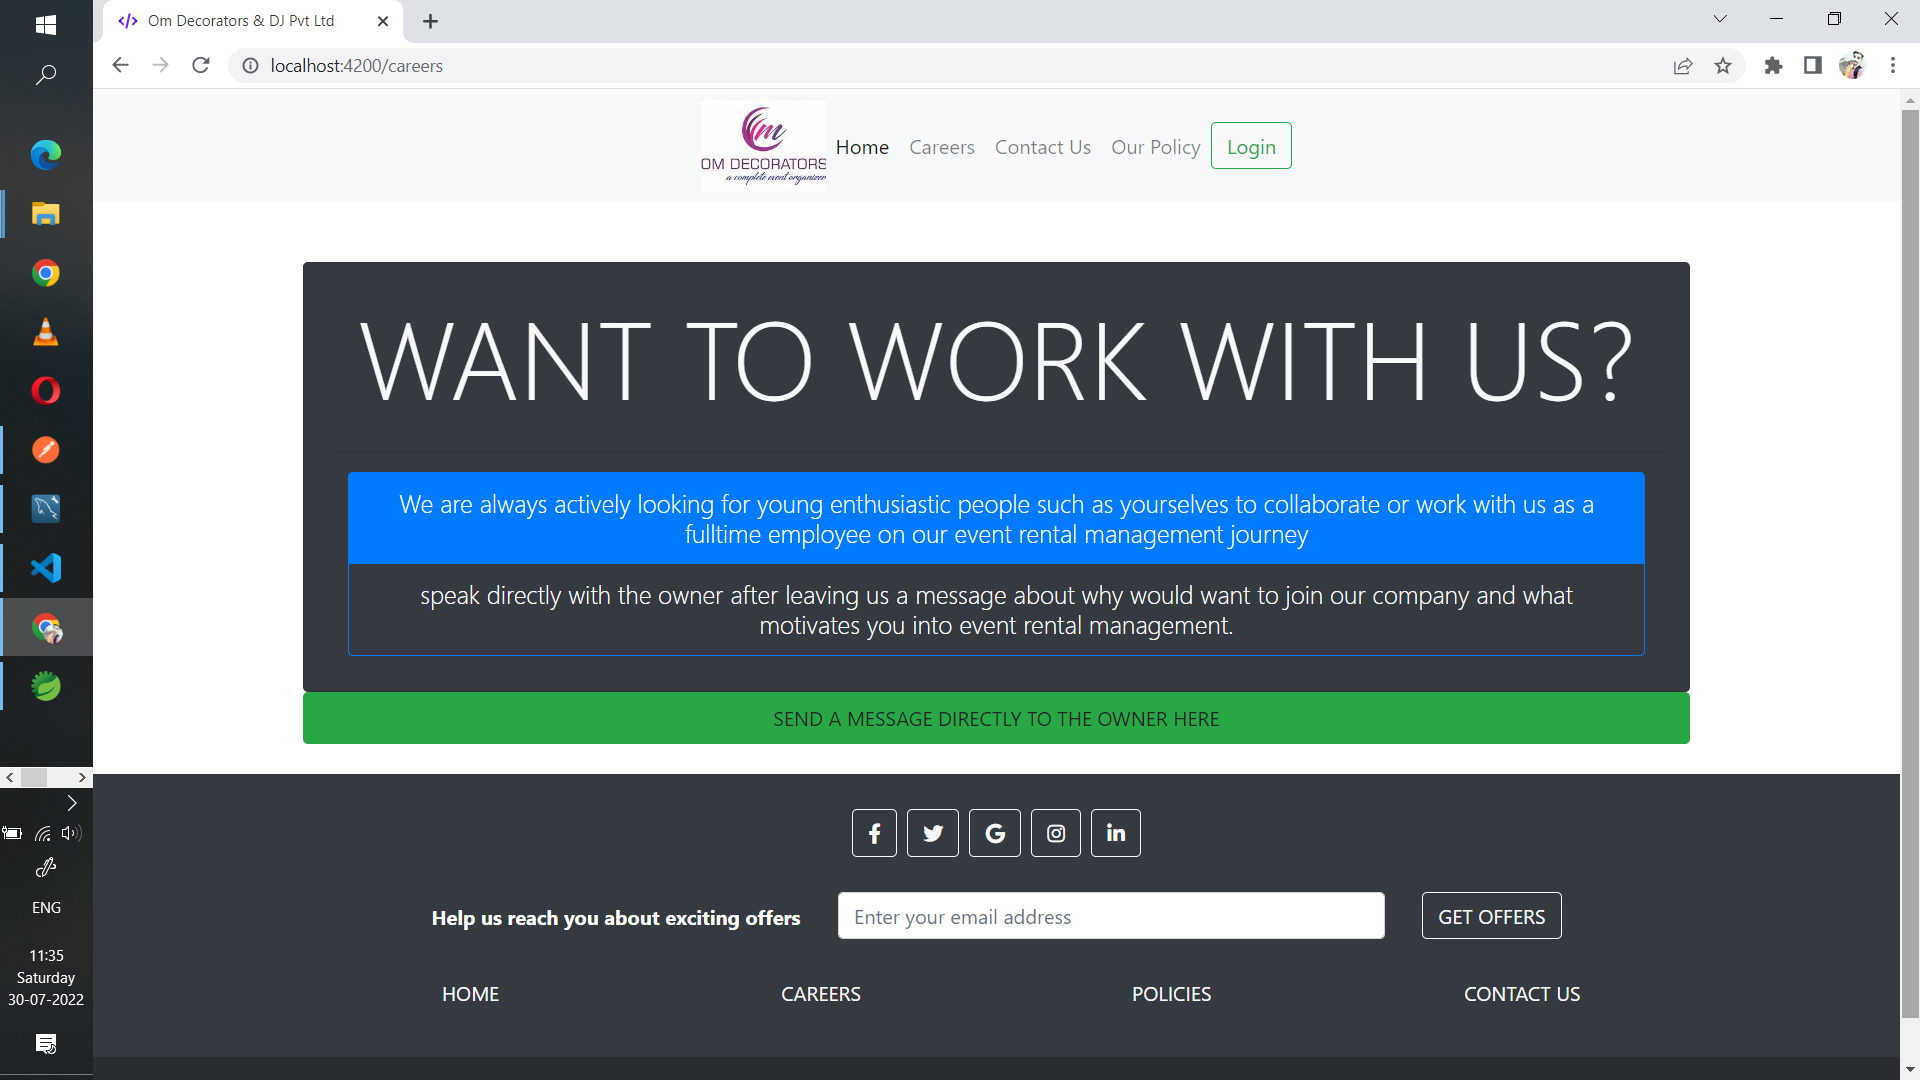 Om Decorators & DJ Pvt Ltd
localhost:4200/careers
m
OM DECORATORS
a complete event organizer
Home Careers Contact Us Our Policy Login
WANT TO WORK WITH US?
We are always actively looking for young enthusiastic people such as yourselves to collaborate or work with us as a
fulltime employee on our event rental management journey
speak directly with the owner after leaving us a message about why would want to join our company and what
motivates you into event rental management.
SEND A MESSAGE DIRECTLY TO THE OWNER HERE
Help us reach you about exciting offers Enter your email address GET OFFERS
HOME CAREERS POLICIES CONTACT US
ENG
11:35
Saturday
30-07-2022